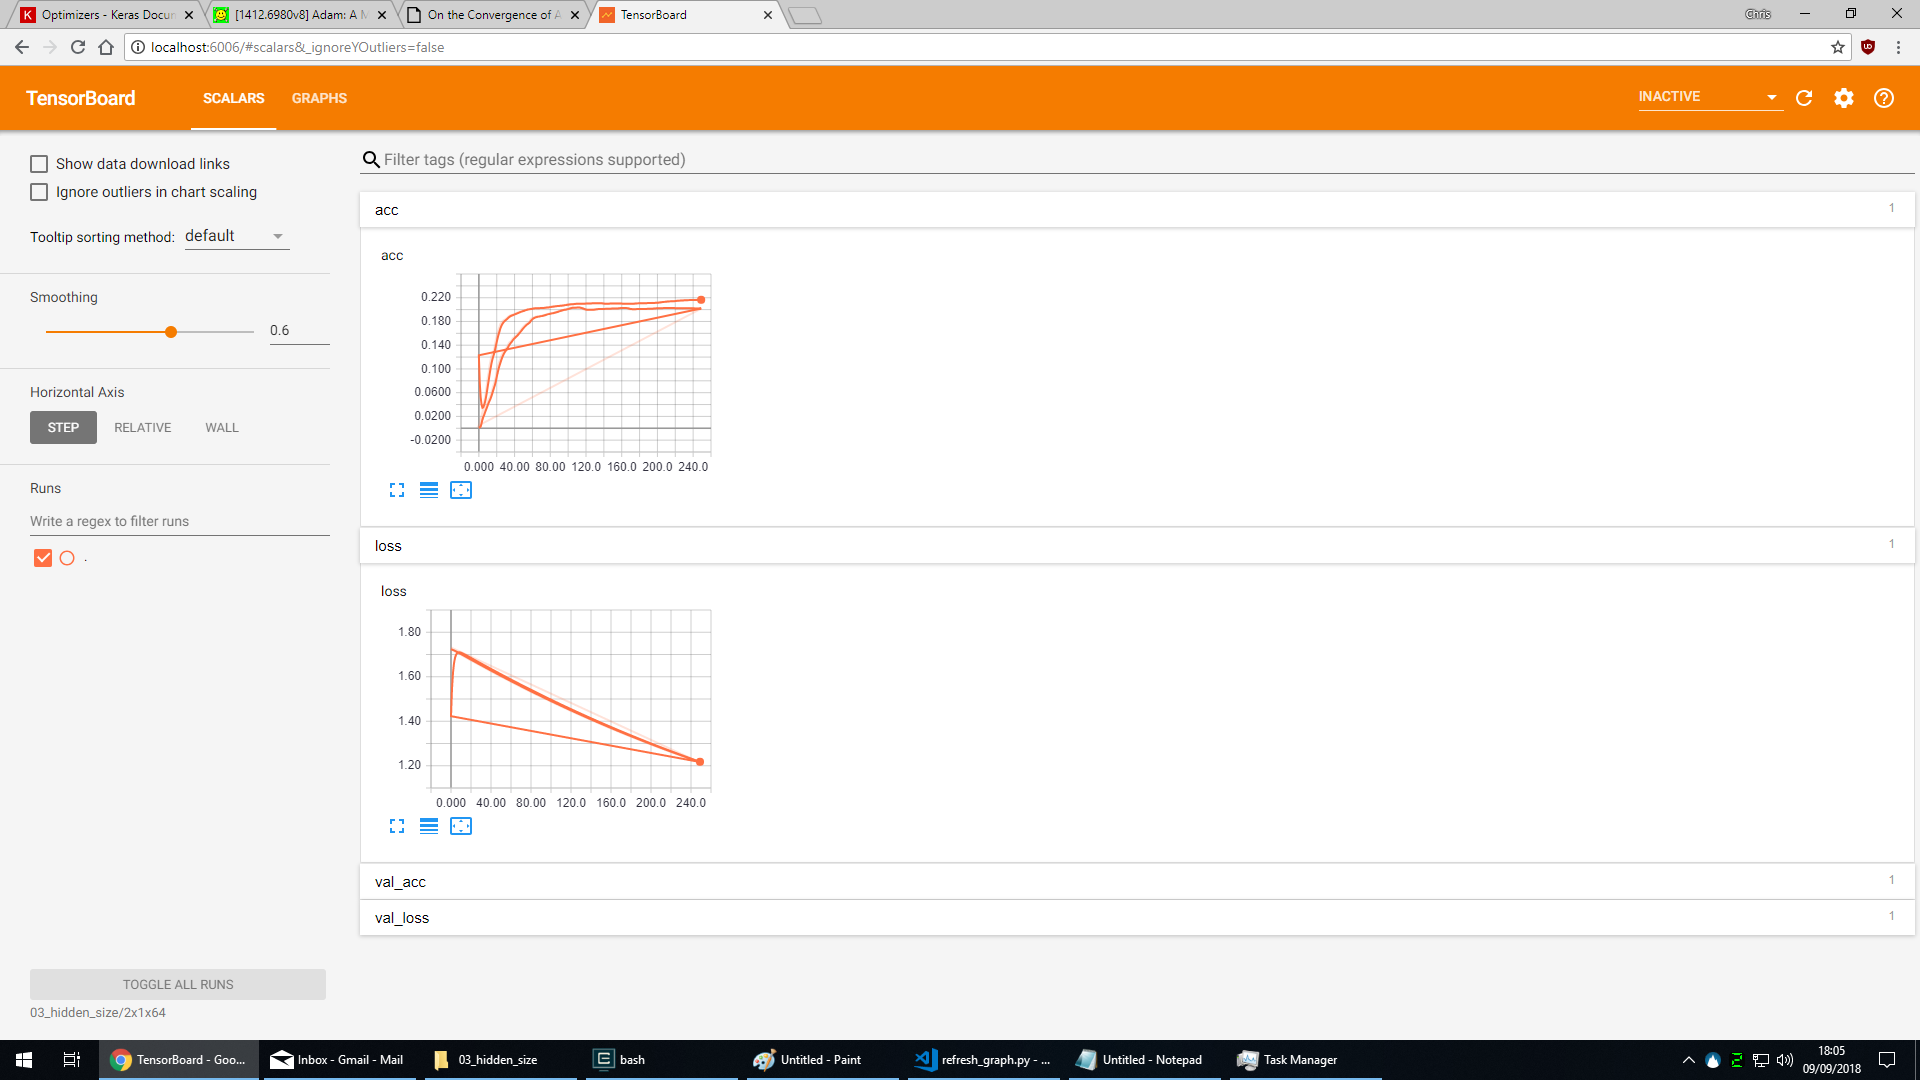 Optimizers - Keras Docun
[1412.6980v8] Adam: A M
On the Convergence of A
TensorBoard
Chris
localhost:6006/#scalars&_ignoreYOutliers=false
TensorBoard
SCALARS
GRAPHS
INACTIVE
Show data download links
Ignore outliers in chart scaling
Tooltip sorting method: default
Smoothing
0.6
Horizontal Axis
STEP RELATIVE WALL
Runs
Write a regex to filter runs
.
TOGGLE ALL RUNS
03_hidden_size/2x1x64
Filter tags (regular expressions supported)
acc 1
acc
0.220
0.180
0.140
0.100
0.0600
0.0200
-0.0200
0.000 40.00 80.00 120.0 160.0 200.0 240.0
loss 1
loss
1.80
1.60
1.40
1.20
0.000 40.00 80.00 120.0 160.0 200.0 240.0
val_acc 1
val_loss 1
TensorBoard - Goo...
Inbox - Gmail - Mail
03_hidden_size
bash
Untitled - Paint
refresh_graph.py - ...
Untitled - Notepad
Task Manager
18:05
09/09/2018